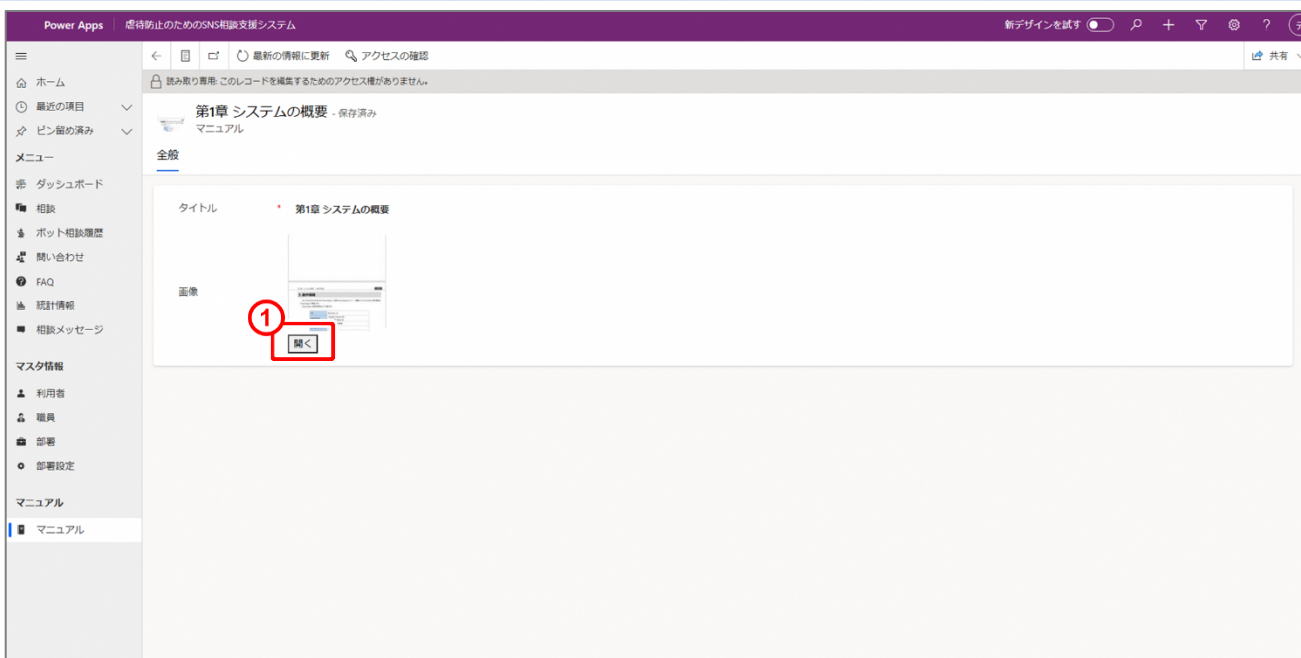 Power Apps 虐待防止のためのSNS相談支援システム 新デザインを試す
最新の情報に更新 アクセスの確認 共有
読み取り専用: このレコードを編集するためのアクセス権がありません。
ホーム
最近の項目
ピン留め済み
メニュー
ダッシュボード
相談
ボット相談履歴
問い合わせ
FAQ
統計情報
相談メッセージ
マスタ情報
利用者
職員
部署
部署設定
マニュアル
マニュアル
第1章 システムの概要 - 保存済み
マニュアル
全般
タイトル * 第1章 システムの概要
画像
1
開く